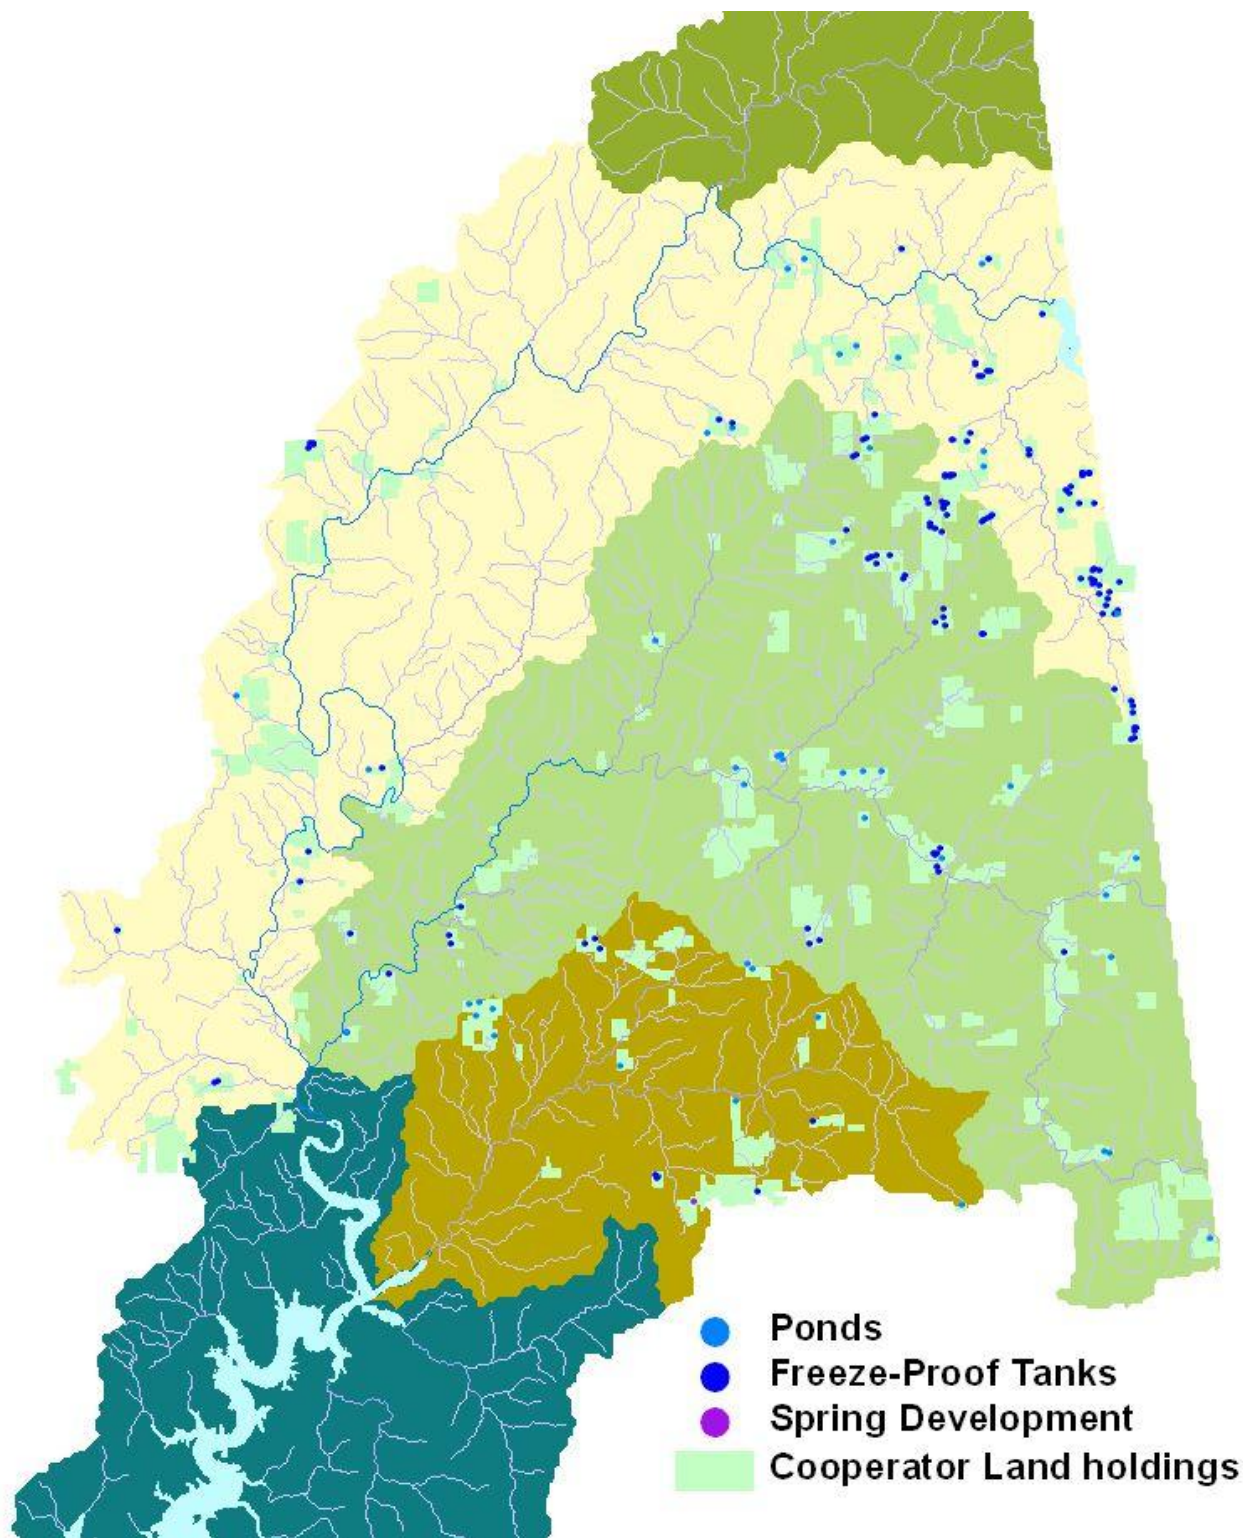 Ponds
Freeze-Proof Tanks
Spring Development
Cooperator Land holdings